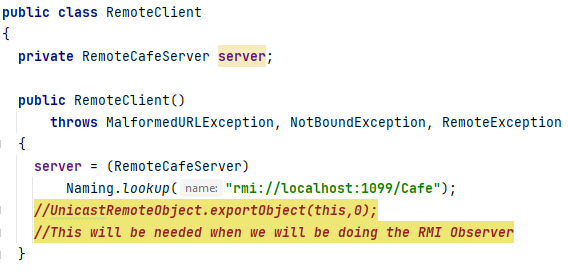 public class RemoteClient
{
private RemoteCafeServer server;
public RemoteClient()
throws MalformedURLException, NotBoundException, RemoteException
{
server = (RemoteCafeServer)
Naming.lookup( name: "rmi://localhost:1099/Cafe");
//UnicastRemoteObject.exportObject(this,0);
//This will be needed when we will be doing the RMI Observer
}